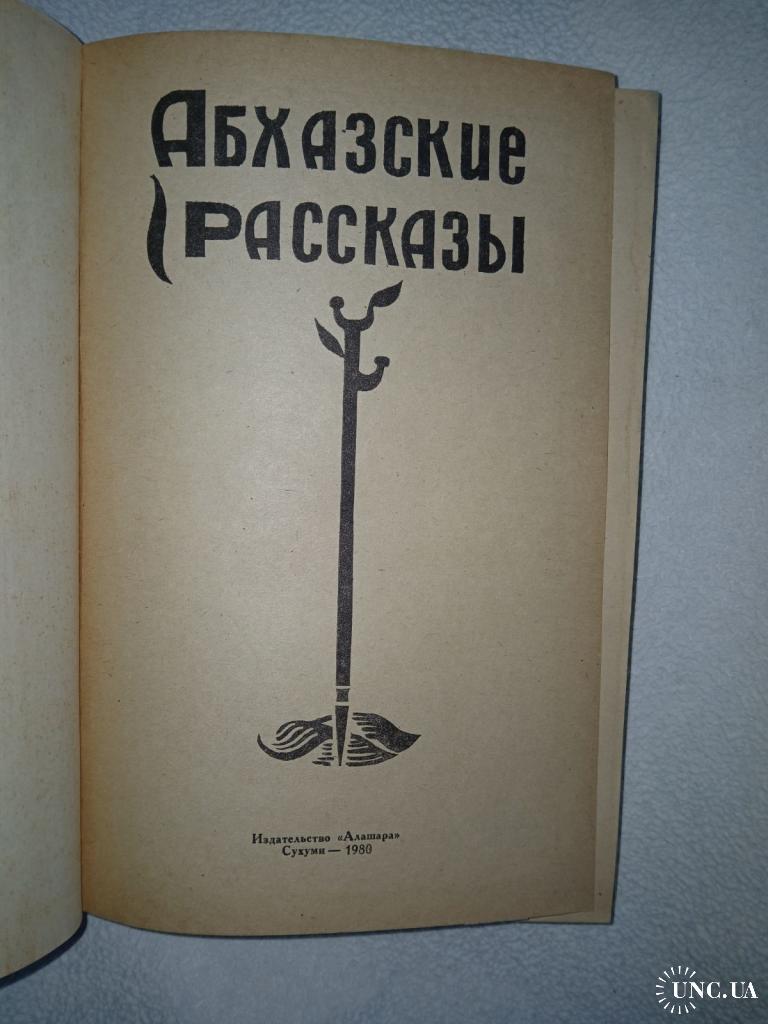 Абхазские
рассказы
Издательство «Алашара»
Сухуми — 1980
UNC.UA